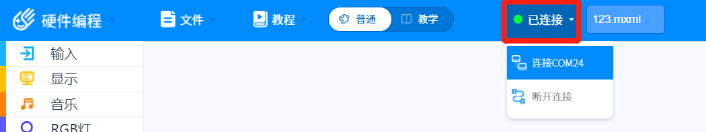 硬件编程 文件 教程 普通 教学 已连接 123.mxml
输入 连接COM24
显示 断开连接
音乐
RGB灯